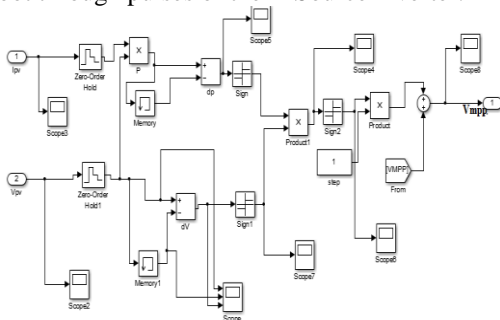 1
Ipv
Zero-Order
Hold
Scope3
X
P
Memory
+
−
dp
Scope5
Sign
2
Vpv
Zero-Order
Hold1
Scope2
Memory1
+
−
dV
Sign1
Scope
X
Product1
Scope7
Scope4
Sign2
1
step
X
Product
Scope6
[VMPP]
From
+
+
Scope8
Vmpp
1